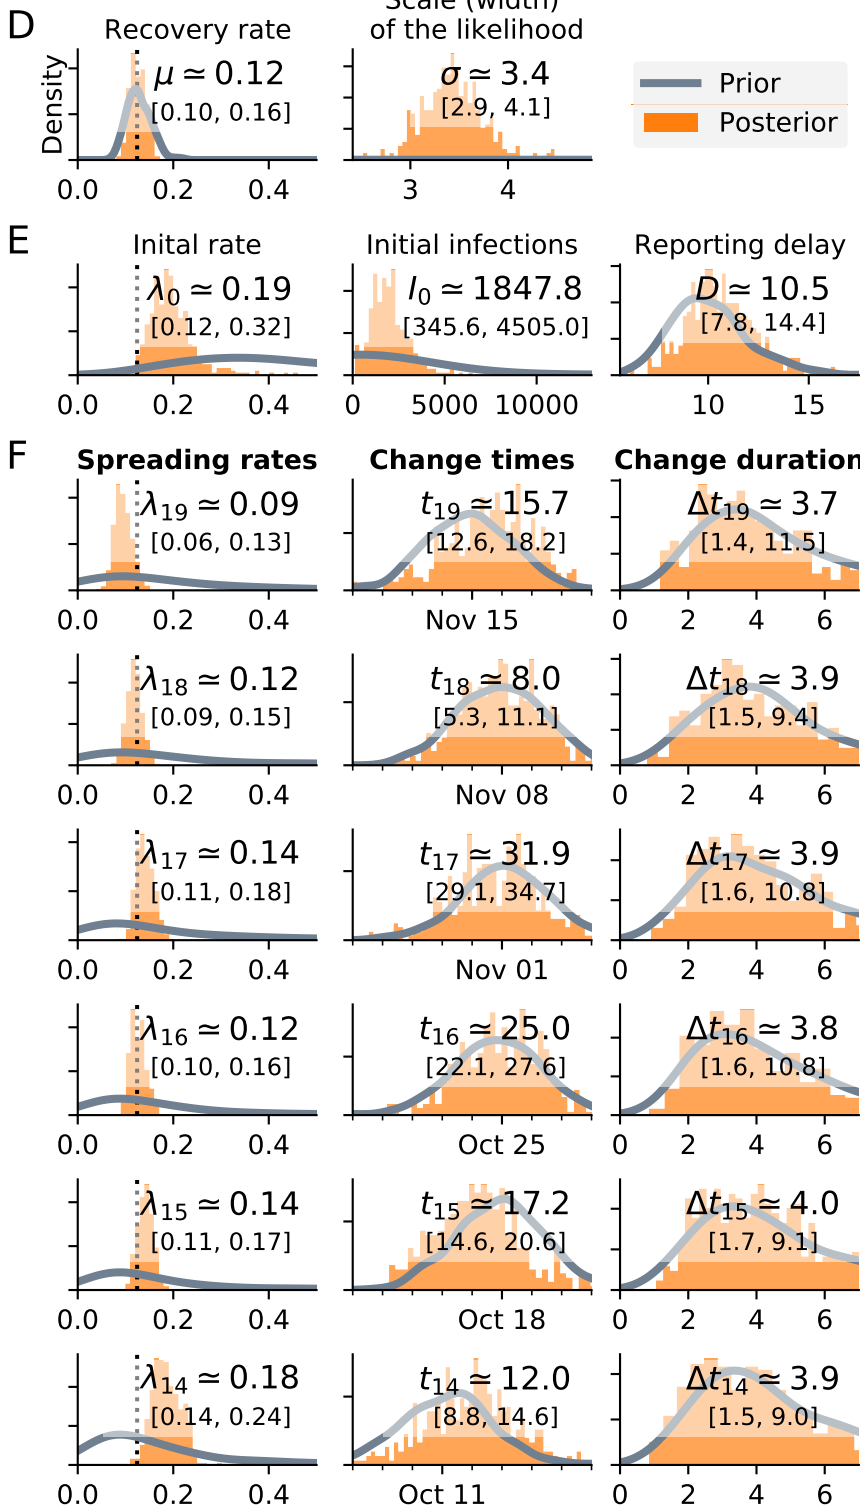 D
Recovery rate
Scale (width)
of the likelihood
Density
μ ≃ 0.12
[0.10, 0.16]
0.0 0.2 0.4
σ ≃ 3.4
[2.9, 4.1]
3 4
Prior
Posterior
E
Inital rate
λ0 ≃ 0.19
[0.12, 0.32]
0.0 0.2 0.4
Initial infections
I0 ≃ 1847.8
[345.6, 4505.0]
0 5000 10000
Reporting delay
D ≃ 10.5
[7.8, 14.4]
10 15
F
Spreading rates Change times Change duration
λ19 ≃ 0.09 t19 ≃ 15.7 Δt19 ≃ 3.7
[0.06, 0.13] [12.6, 18.2] [1.4, 11.5]
0.0 0.2 0.4 Nov 15 0 2 4 6
λ18 ≃ 0.12 t18 ≃ 8.0 Δt18 ≃ 3.9
[0.09, 0.15] [5.3, 11.1] [1.5, 9.4]
0.0 0.2 0.4 Nov 08 0 2 4 6
λ17 ≃ 0.14 t17 ≃ 31.9 Δt17 ≃ 3.9
[0.11, 0.18] [29.1, 34.7] [1.6, 10.8]
0.0 0.2 0.4 Nov 01 0 2 4 6
λ16 ≃ 0.12 t16 ≃ 25.0 Δt16 ≃ 3.8
[0.10, 0.16] [22.1, 27.6] [1.6, 10.8]
0.0 0.2 0.4 Oct 25 0 2 4 6
λ15 ≃ 0.14 t15 ≃ 17.2 Δt15 ≃ 4.0
[0.11, 0.17] [14.6, 20.6] [1.7, 9.1]
0.0 0.2 0.4 Oct 18 0 2 4 6
λ14 ≃ 0.18 t14 ≃ 12.0 Δt14 ≃ 3.9
[0.14, 0.24] [8.8, 14.6] [1.5, 9.0]
0.0 0.2 0.4 Oct 11 0 2 4 6